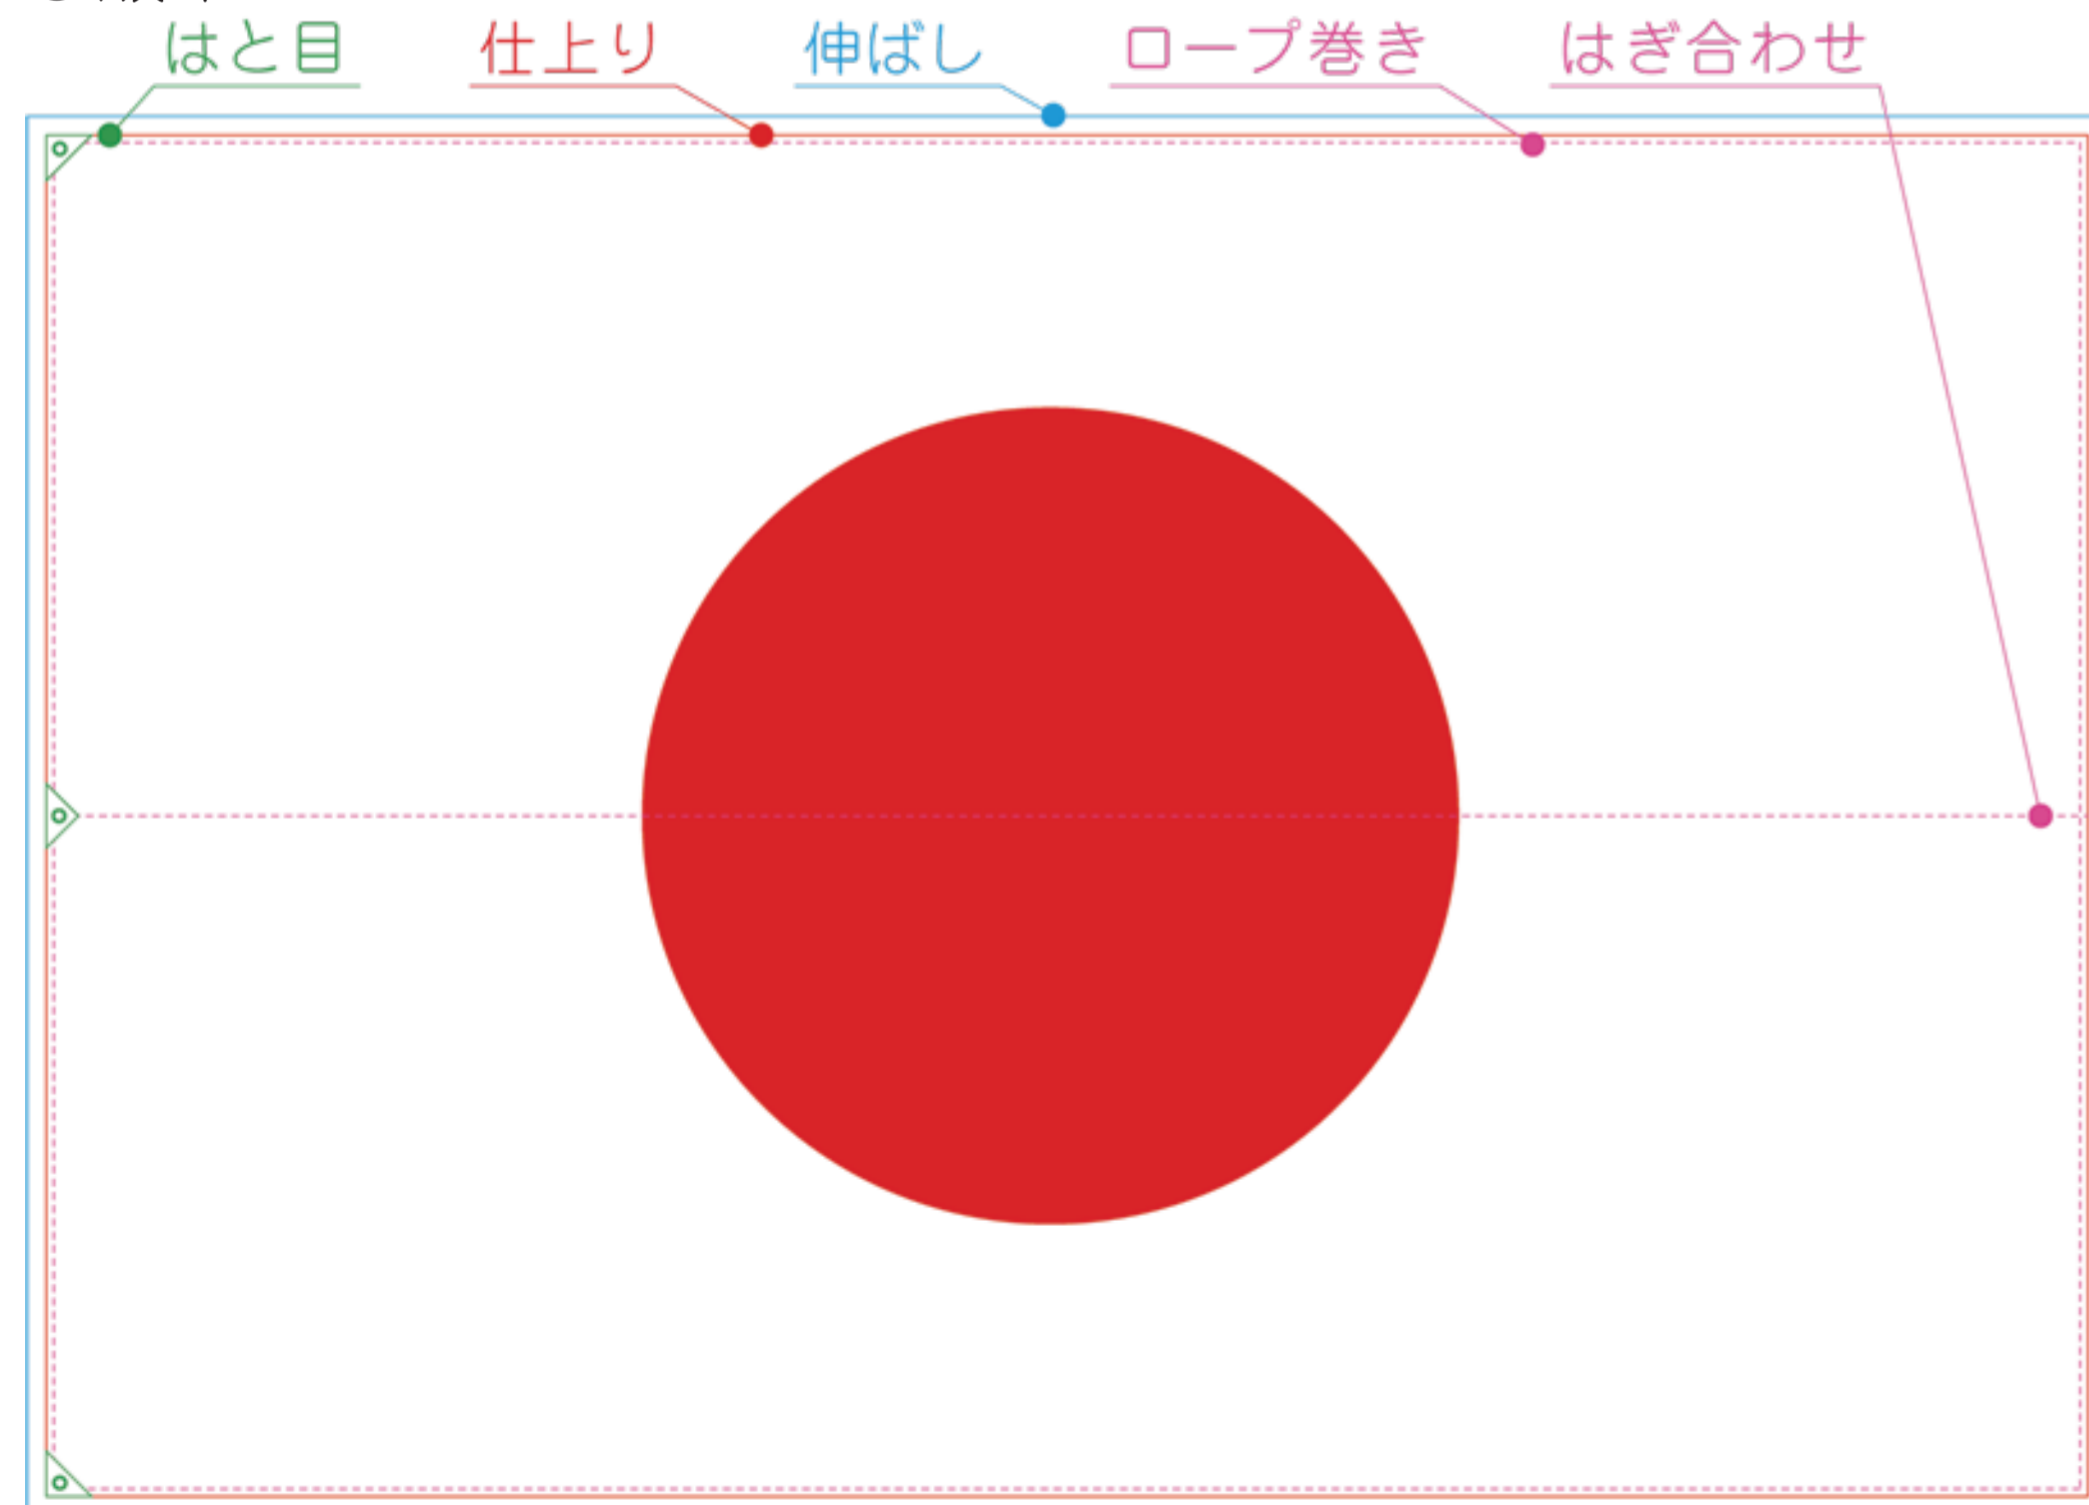 はと目
仕上り
伸ばし
ロープ巻き
はぎ合わせ